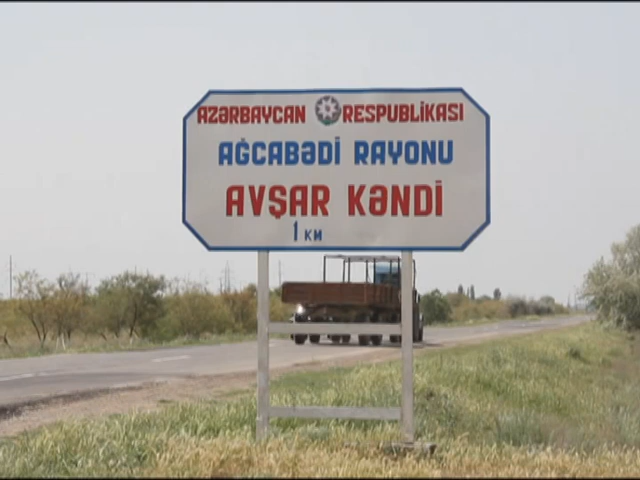 AZƏRBAYCAN RESPUBLİKASI
AĞCABƏDİ RAYONU
AVŞAR KƏNDİ
1 КМ